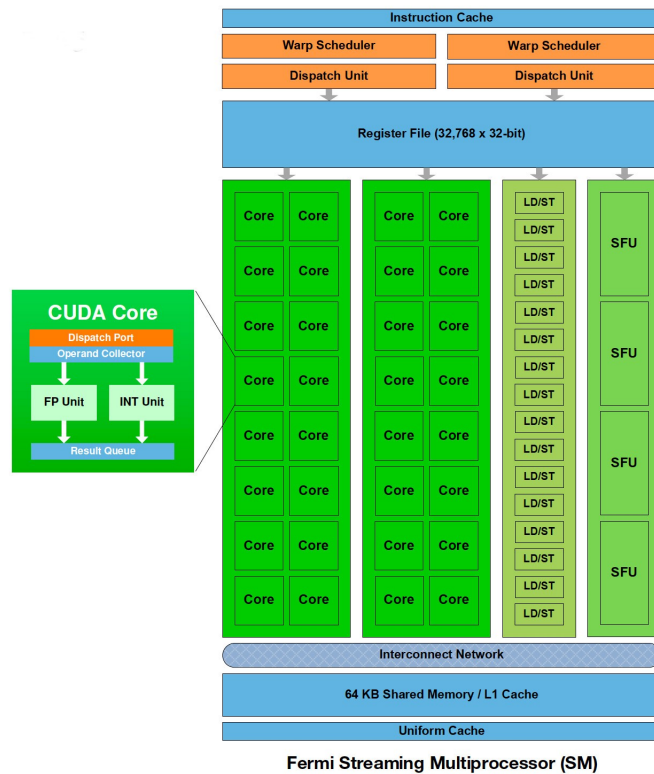 Instruction Cache
Warp Scheduler Warp Scheduler
Dispatch Unit Dispatch Unit
Register File (32,768 x 32-bit)
Core Core Core Core LD/ST
LD/ST
SFU
Core Core Core Core LD/ST
LD/ST
Core Core Core Core LD/ST
LD/ST
SFU
Core Core Core Core LD/ST
LD/ST
Core Core Core Core LD/ST
LD/ST
SFU
Core Core Core Core LD/ST
LD/ST
Core Core Core Core LD/ST
LD/ST
SFU
Core Core Core Core LD/ST
LD/ST
CUDA Core
Dispatch Port
Operand Collector
FP Unit INT Unit
Result Queue
Interconnect Network
64 KB Shared Memory / L1 Cache
Uniform Cache
Fermi Streaming Multiprocessor (SM)